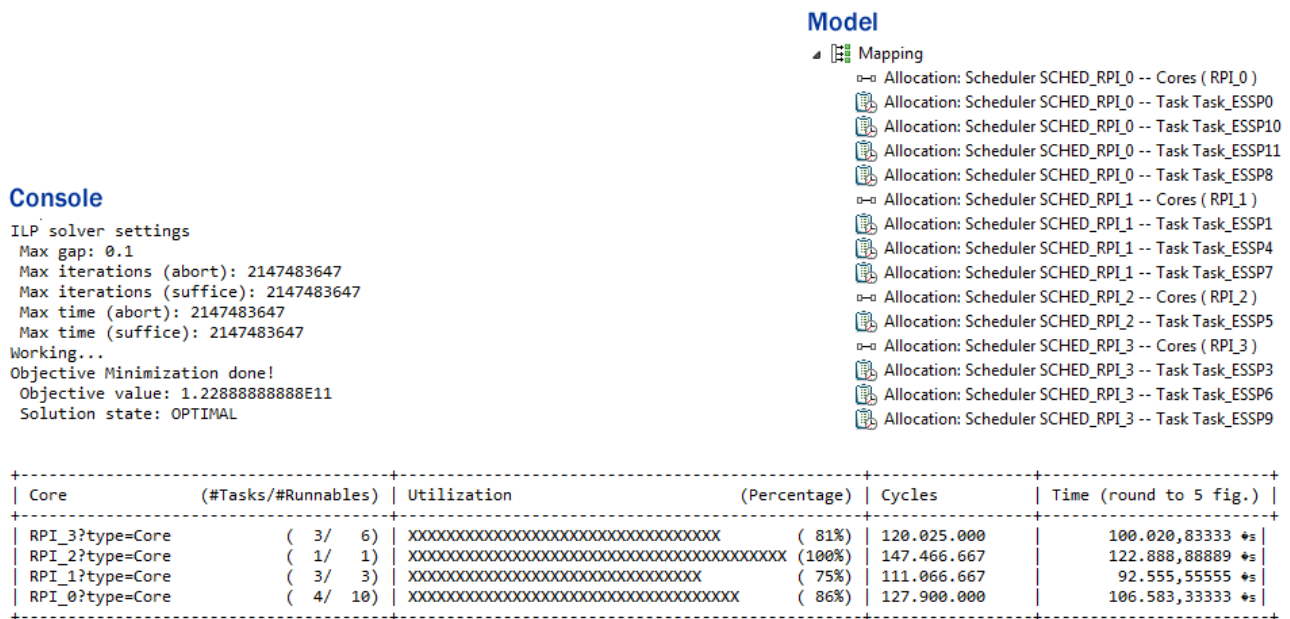 Model
Mapping
Allocation: Scheduler SCHED_RPI_0 -- Cores ( RPI_0 )
Allocation: Scheduler SCHED_RPI_0 -- Task Task_ESSP0
Allocation: Scheduler SCHED_RPI_0 -- Task Task_ESSP10
Allocation: Scheduler SCHED_RPI_0 -- Task Task_ESSP11
Allocation: Scheduler SCHED_RPI_0 -- Task Task_ESSP8
Allocation: Scheduler SCHED_RPI_1 -- Cores ( RPI_1 )
Allocation: Scheduler SCHED_RPI_1 -- Task Task_ESSP1
Allocation: Scheduler SCHED_RPI_1 -- Task Task_ESSP4
Allocation: Scheduler SCHED_RPI_1 -- Task Task_ESSP7
Allocation: Scheduler SCHED_RPI_2 -- Cores ( RPI_2 )
Allocation: Scheduler SCHED_RPI_2 -- Task Task_ESSP5
Allocation: Scheduler SCHED_RPI_3 -- Cores ( RPI_3 )
Allocation: Scheduler SCHED_RPI_3 -- Task Task_ESSP3
Allocation: Scheduler SCHED_RPI_3 -- Task Task_ESSP6
Allocation: Scheduler SCHED_RPI_3 -- Task Task_ESSP9
Console
ILP solver settings
Max gap: 0.1
Max iterations (abort): 2147483647
Max iterations (suffice): 2147483647
Max time (abort): 2147483647
Max time (suffice): 2147483647
Working...
Objective Minimization done!
Objective value: 1.22888888888E11
Solution state: OPTIMAL
+---------------------------------------+-------------------------------------------------+-----------------+------------------------+
| Core (#Tasks/#Runnables) | Utilization (Percentage) | Cycles | Time (round to 5 fig.) |
+---------------------------------------+-------------------------------------------------+-----------------+------------------------+
| RPI_3?type=Core ( 3/ 6) | XXXXXXXXXXXXXXXXXXXXXXXXXXXXXXXXX ( 81%) | 120.025.000 | 100.020,83333 �s|
| RPI_2?type=Core ( 1/ 1) | XXXXXXXXXXXXXXXXXXXXXXXXXXXXXXXXXXXXXXXX (100%) | 147.466.667 | 122.888,88889 �s|
| RPI_1?type=Core ( 3/ 3) | XXXXXXXXXXXXXXXXXXXXXXXXXXXXXXX ( 75%) | 111.066.667 | 92.555,55555 �s|
| RPI_0?type=Core ( 4/ 10) | XXXXXXXXXXXXXXXXXXXXXXXXXXXXXXXXXXX ( 86%) | 127.900.000 | 106.583,33333 �s|
+---------------------------------------+-------------------------------------------------+-----------------+------------------------+